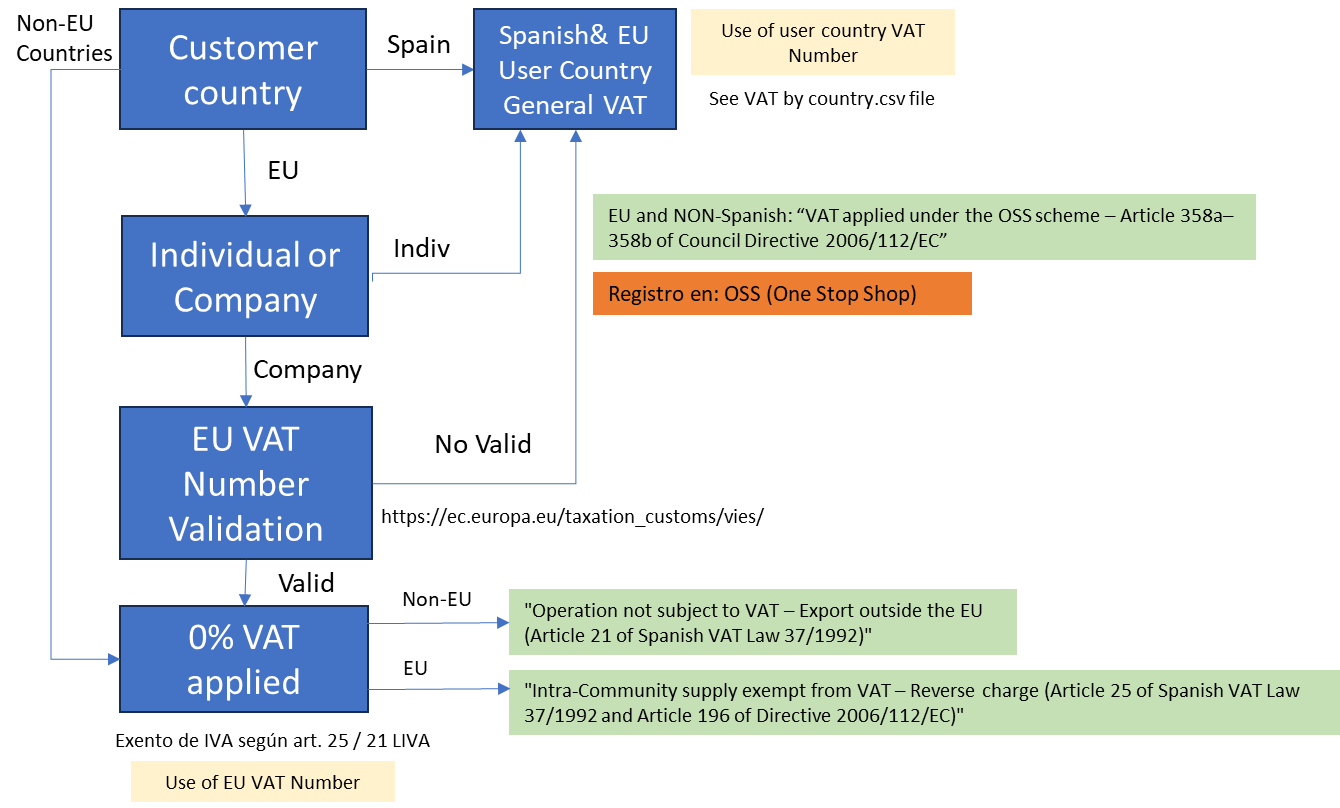 Non-EU
Countries
Customer
country
Spain
Spanish& EU
User Country
General VAT
Use of user country VAT
Number
See VAT by country.csv file
EU
Individual or
Company
Indiv
EU and NON-Spanish: “VAT applied under the OSS scheme – Article 358a–
358b of Council Directive 2006/112/EC”
Registro en: OSS (One Stop Shop)
Company
EU VAT
Number
Validation
No Valid
https://ec.europa.eu/taxation_customs/vies/
Valid
0% VAT
applied
Non-EU
"Operation not subject to VAT – Export outside the EU
(Article 21 of Spanish VAT Law 37/1992)"
EU
"Intra-Community supply exempt from VAT – Reverse charge (Article 25 of Spanish VAT Law
37/1992 and Article 196 of Directive 2006/112/EC)"
Exento de IVA según art. 25 / 21 LIVA
Use of EU VAT Number